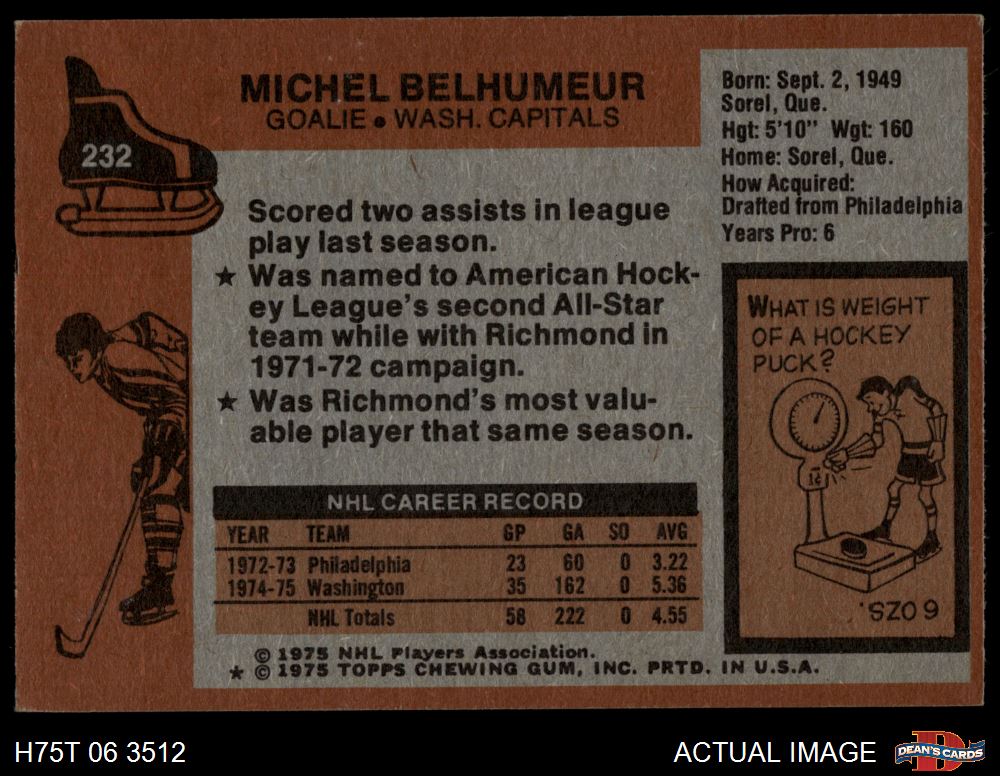 232
MICHEL BELHUMEUR
GOALIE ● WASH. CAPITALS
Born: Sept. 2, 1949
Sorel, Que.
Hgt: 5'10" Wgt: 160
Home: Sorel, Que.
How Acquired:
Drafted from Philadelphia
Years Pro: 6
Scored two assists in league
play last season.
★ Was named to American Hock-
ey League's second All-Star
team while with Richmond in
1971-72 campaign.
★ Was Richmond's most valu-
able player that same season.
NHL CAREER RECORD
YEAR TEAM GP GA SO AVG
1972-73 Philadelphia 23 60 0 3.22
1974-75 Washington 35 162 0 5.36
NHL Totals 58 222 0 4.55
WHAT IS WEIGHT
OF A HOCKEY
PUCK?
1¢
6 OZS.
© 1975 NHL Players Association.
★ © 1975 TOPPS CHEWING GUM, INC. PRTD. IN U.S.A.
H75T 06 3512
ACTUAL IMAGE
DEAN'S CARDS